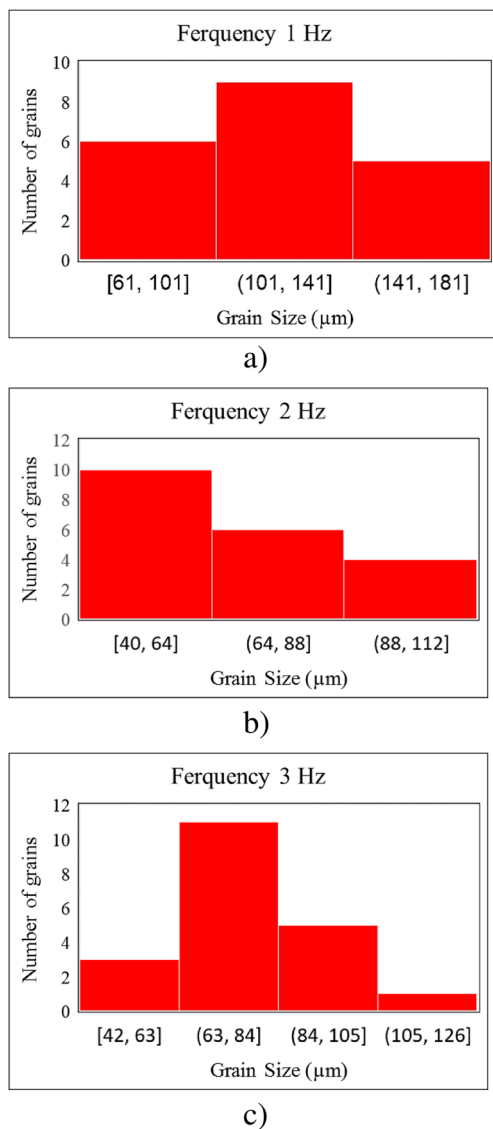 Ferquency 1 Hz
10
8
6
4
2
0
Number of grains
[61, 101] (101, 141] (141, 181]
Grain Size (µm)
a)
Ferquency 2 Hz
12
10
8
6
4
2
0
Number of grains
[40, 64] (64, 88] (88, 112]
Grain Size (µm)
b)
Ferquency 3 Hz
12
10
8
6
4
2
0
Number of grains
[42, 63] (63, 84] (84, 105] (105, 126]
Grain Size (µm)
c)